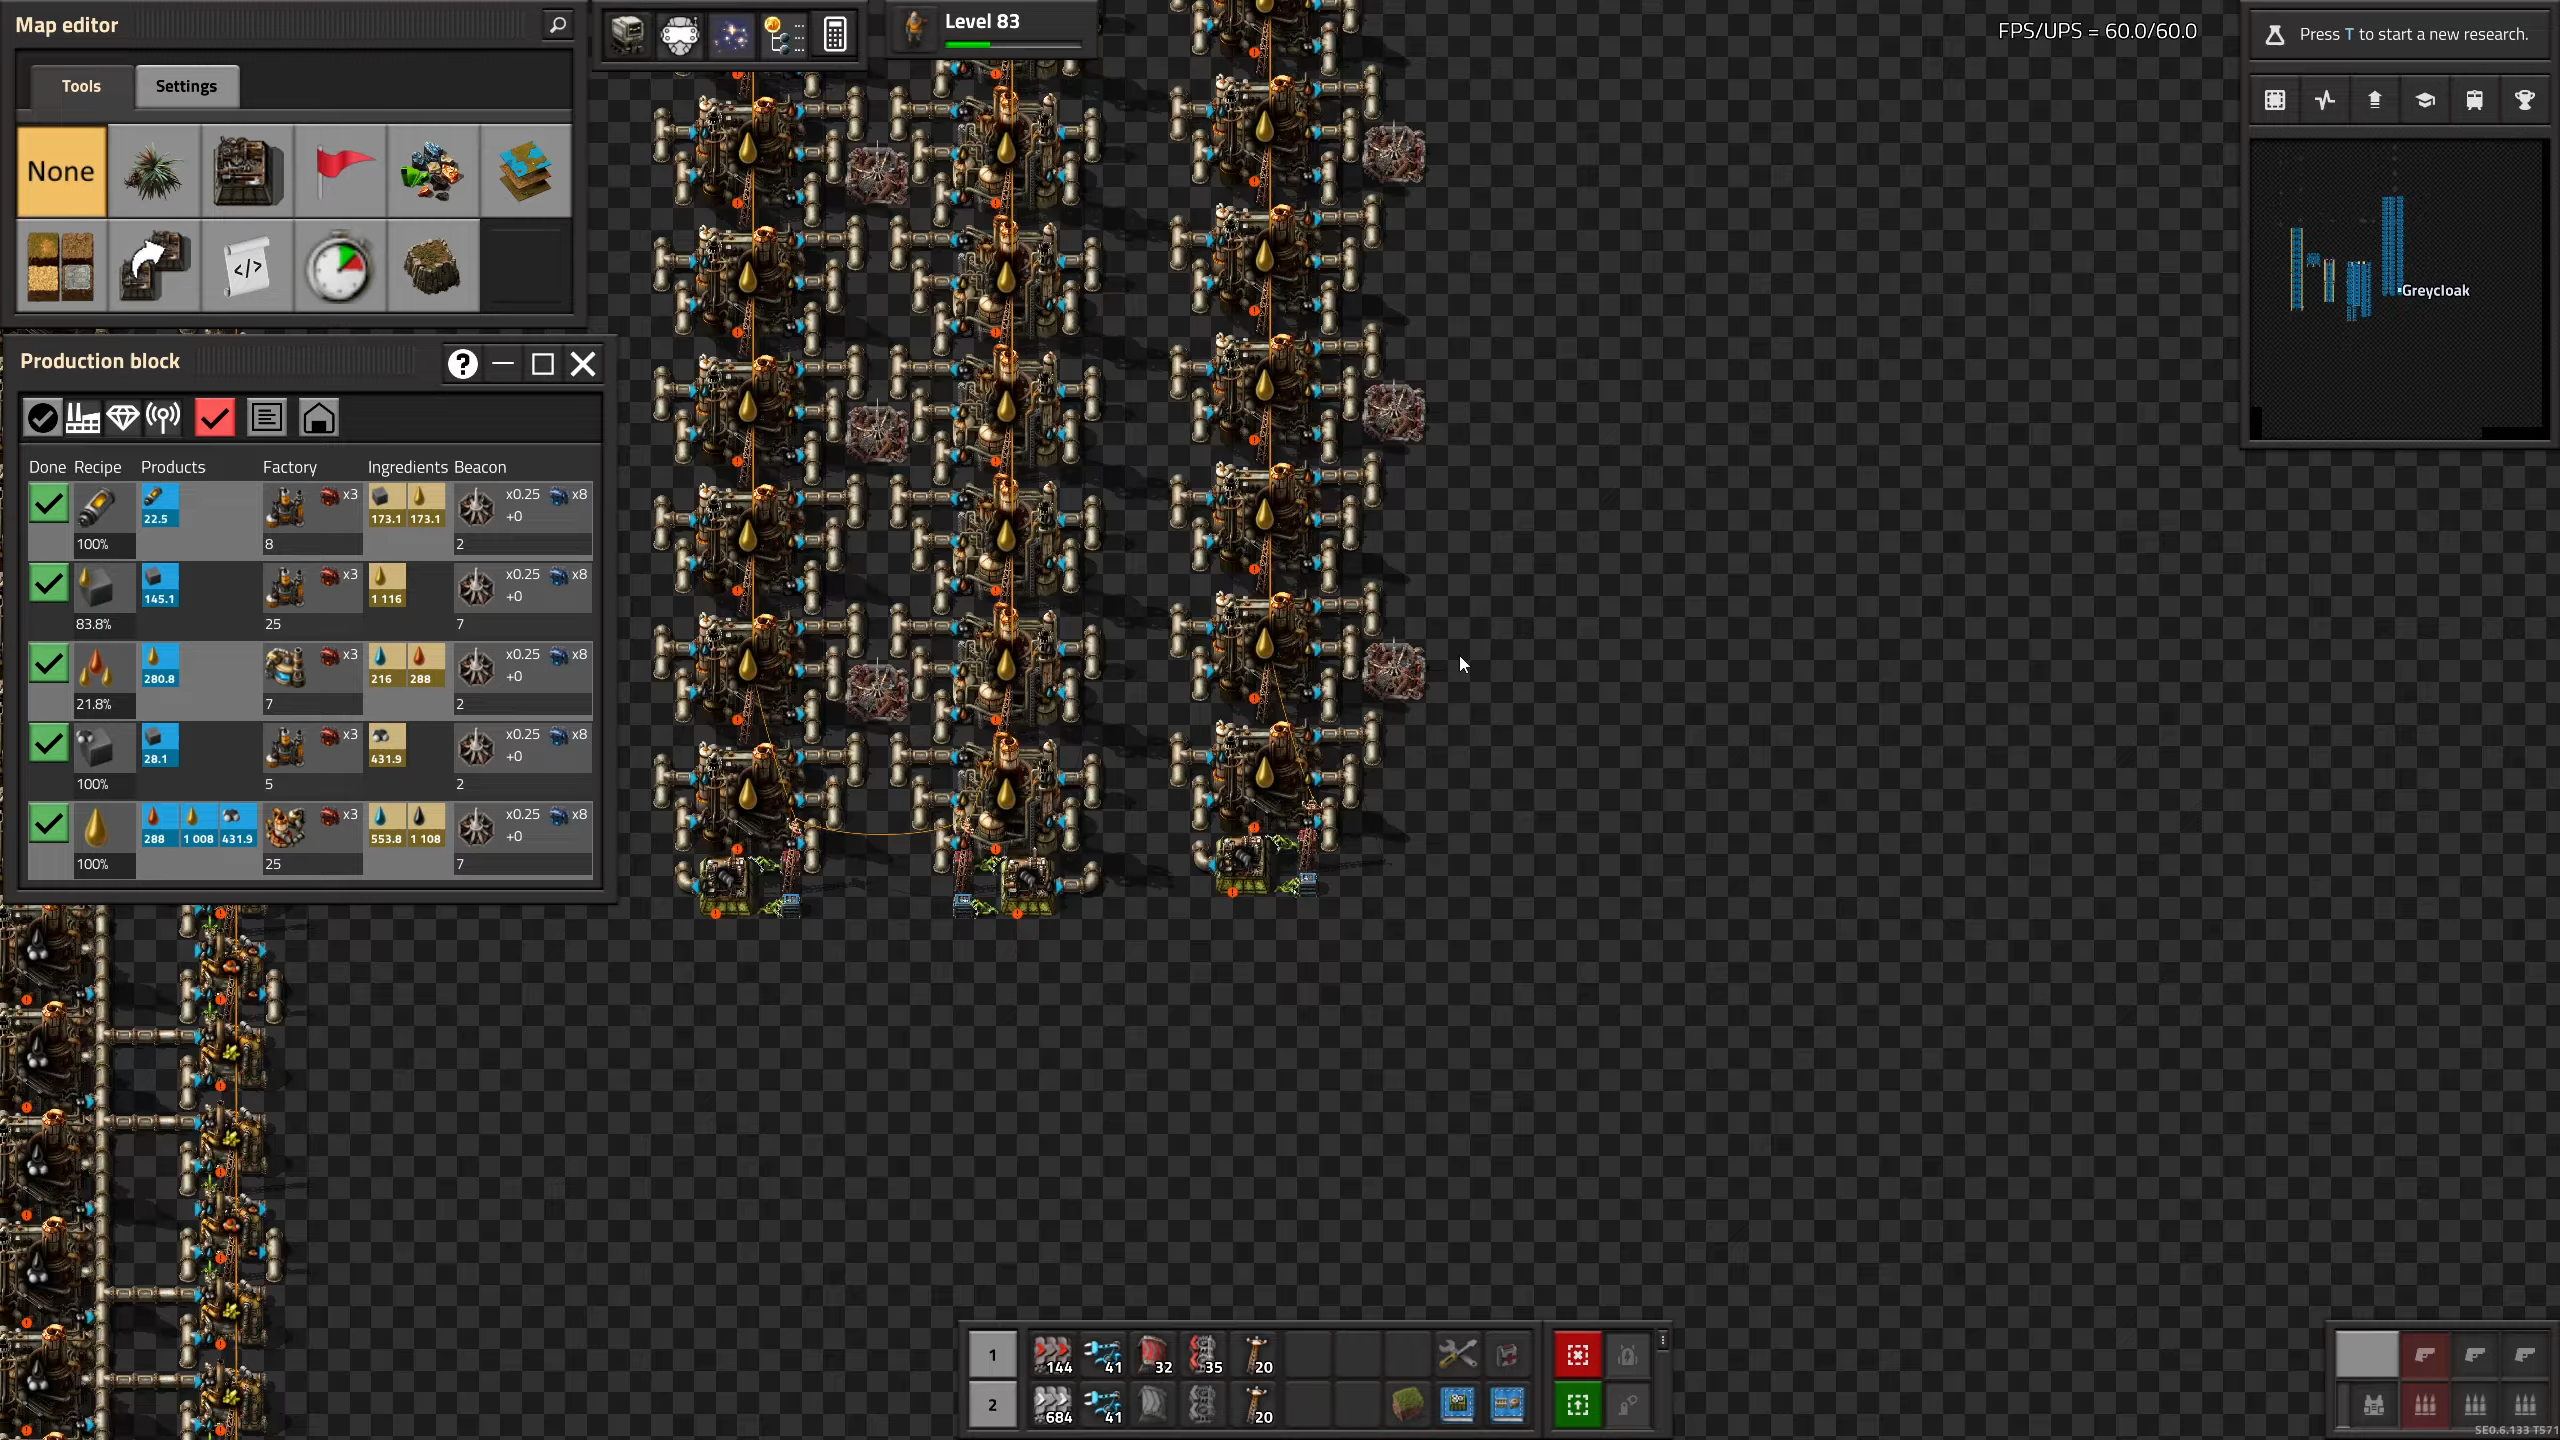 Map editor
Tools
Settings
None
Level 83
FPS/UPS = 60.0/60.0
Press T to start a new research.
Greycloak
Production block
?
Done Recipe Products Factory Ingredients Beacon
22.5 x3 173.1 173.1 x0.25 x8
+0
100% 8 2
145.1 x3 1 116 x0.25 x8
+0
83.8% 25 7
280.8 x3 216 288 x0.25 x8
+0
21.8% 7 2
28.1 x3 431.9 x0.25 x8
+0
100% 5 2
288 1 008 431.9 x3 553.8 1 108 x0.25 x8
+0
100% 25 7
</>
1 144 41 32 35 20
2 684 41 20
SE0.6.133 T571